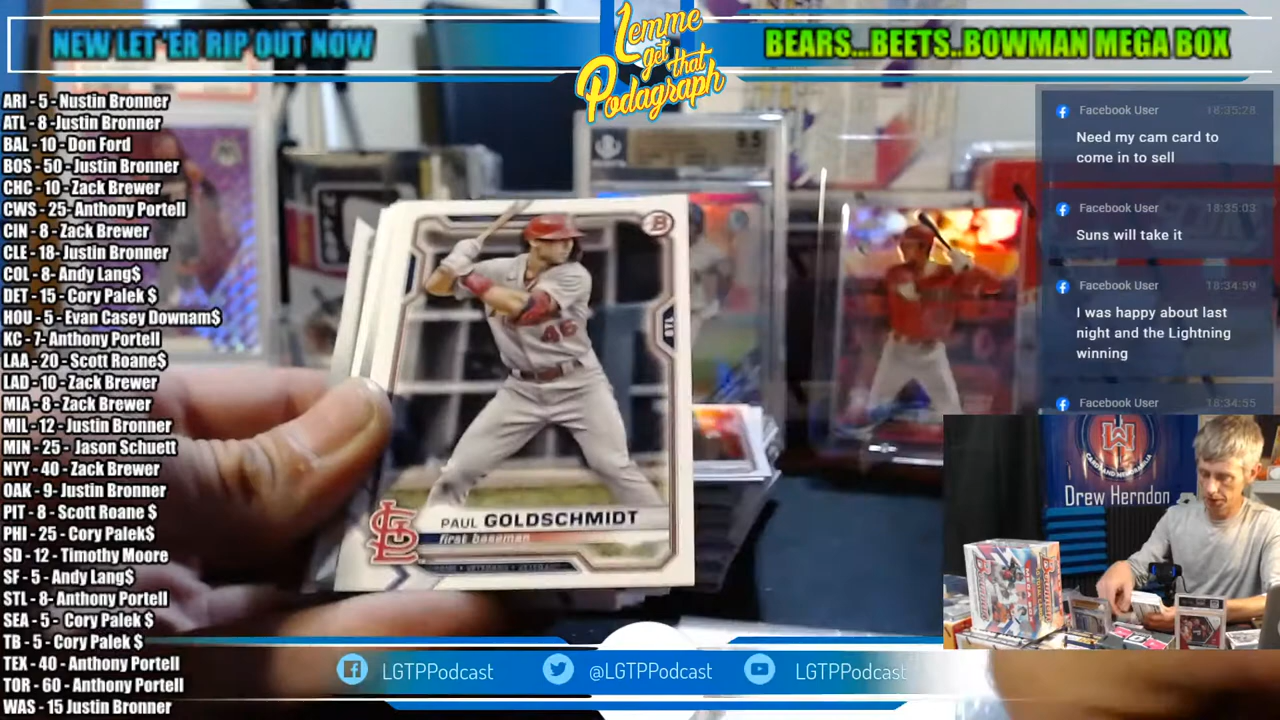 NEW LET 'ER RIP OUT NOW
Lemme
get
that
Podagraph
BEARS...BEETS..BOWMAN MEGA BOX
ARI - 5 - Nustin Bronner
ATL - 8 -Justin Bronner
BAL - 10 - Don Ford
BOS - 50 - Justin Bronner
CHC - 10 - Zack Brewer
CWS - 25- Anthony Portell
CIN - 8 - Zack Brewer
CLE - 18- Justin Bronner
COL - 8- Andy Lang$
DET - 15 - Cory Palek $
HOU - 5 - Evan Casey Downam$
KC - 7- Anthony Portell
LAA - 20 - Scott Roane$
LAD - 10 - Zack Brewer
MIA - 8 - Zack Brewer
MIL - 12 - Justin Bronner
MIN - 25 - Jason Schuett
NYY - 40 - Zack Brewer
OAK - 9- Justin Bronner
PIT - 8 - Scott Roane $
PHI - 25 - Cory Palek$
SD - 12 - Timothy Moore
SF - 5 - Andy Lang$
STL - 8- Anthony Portell
SEA - 5 - Cory Palek $
TB - 5 - Cory Palek $
TEX - 40 - Anthony Portell
TOR - 60 - Anthony Portell
WAS - 15 Justin Bronner
9.5
B
46
STL
PAUL GOLDSCHMIDT
first baseman
Facebook User 18:35:28
Need my cam card to
come in to sell
Facebook User 18:35:03
Suns will take it
Facebook User 18:34:59
I was happy about last
night and the Lightning
winning
Facebook User 18:34:55
Drew Herndon
LGTPPodcast
@LGTPPodcast
LGTPPodcast